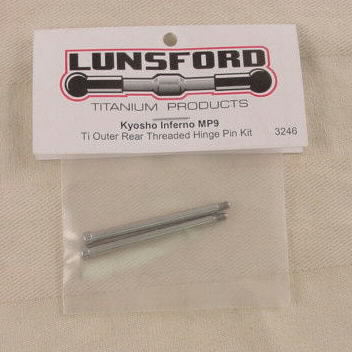 LUNSFORD
TITANIUM PRODUCTS
Kyosho Inferno MP9
Ti Outer Rear Threaded Hinge Pin Kit 3246